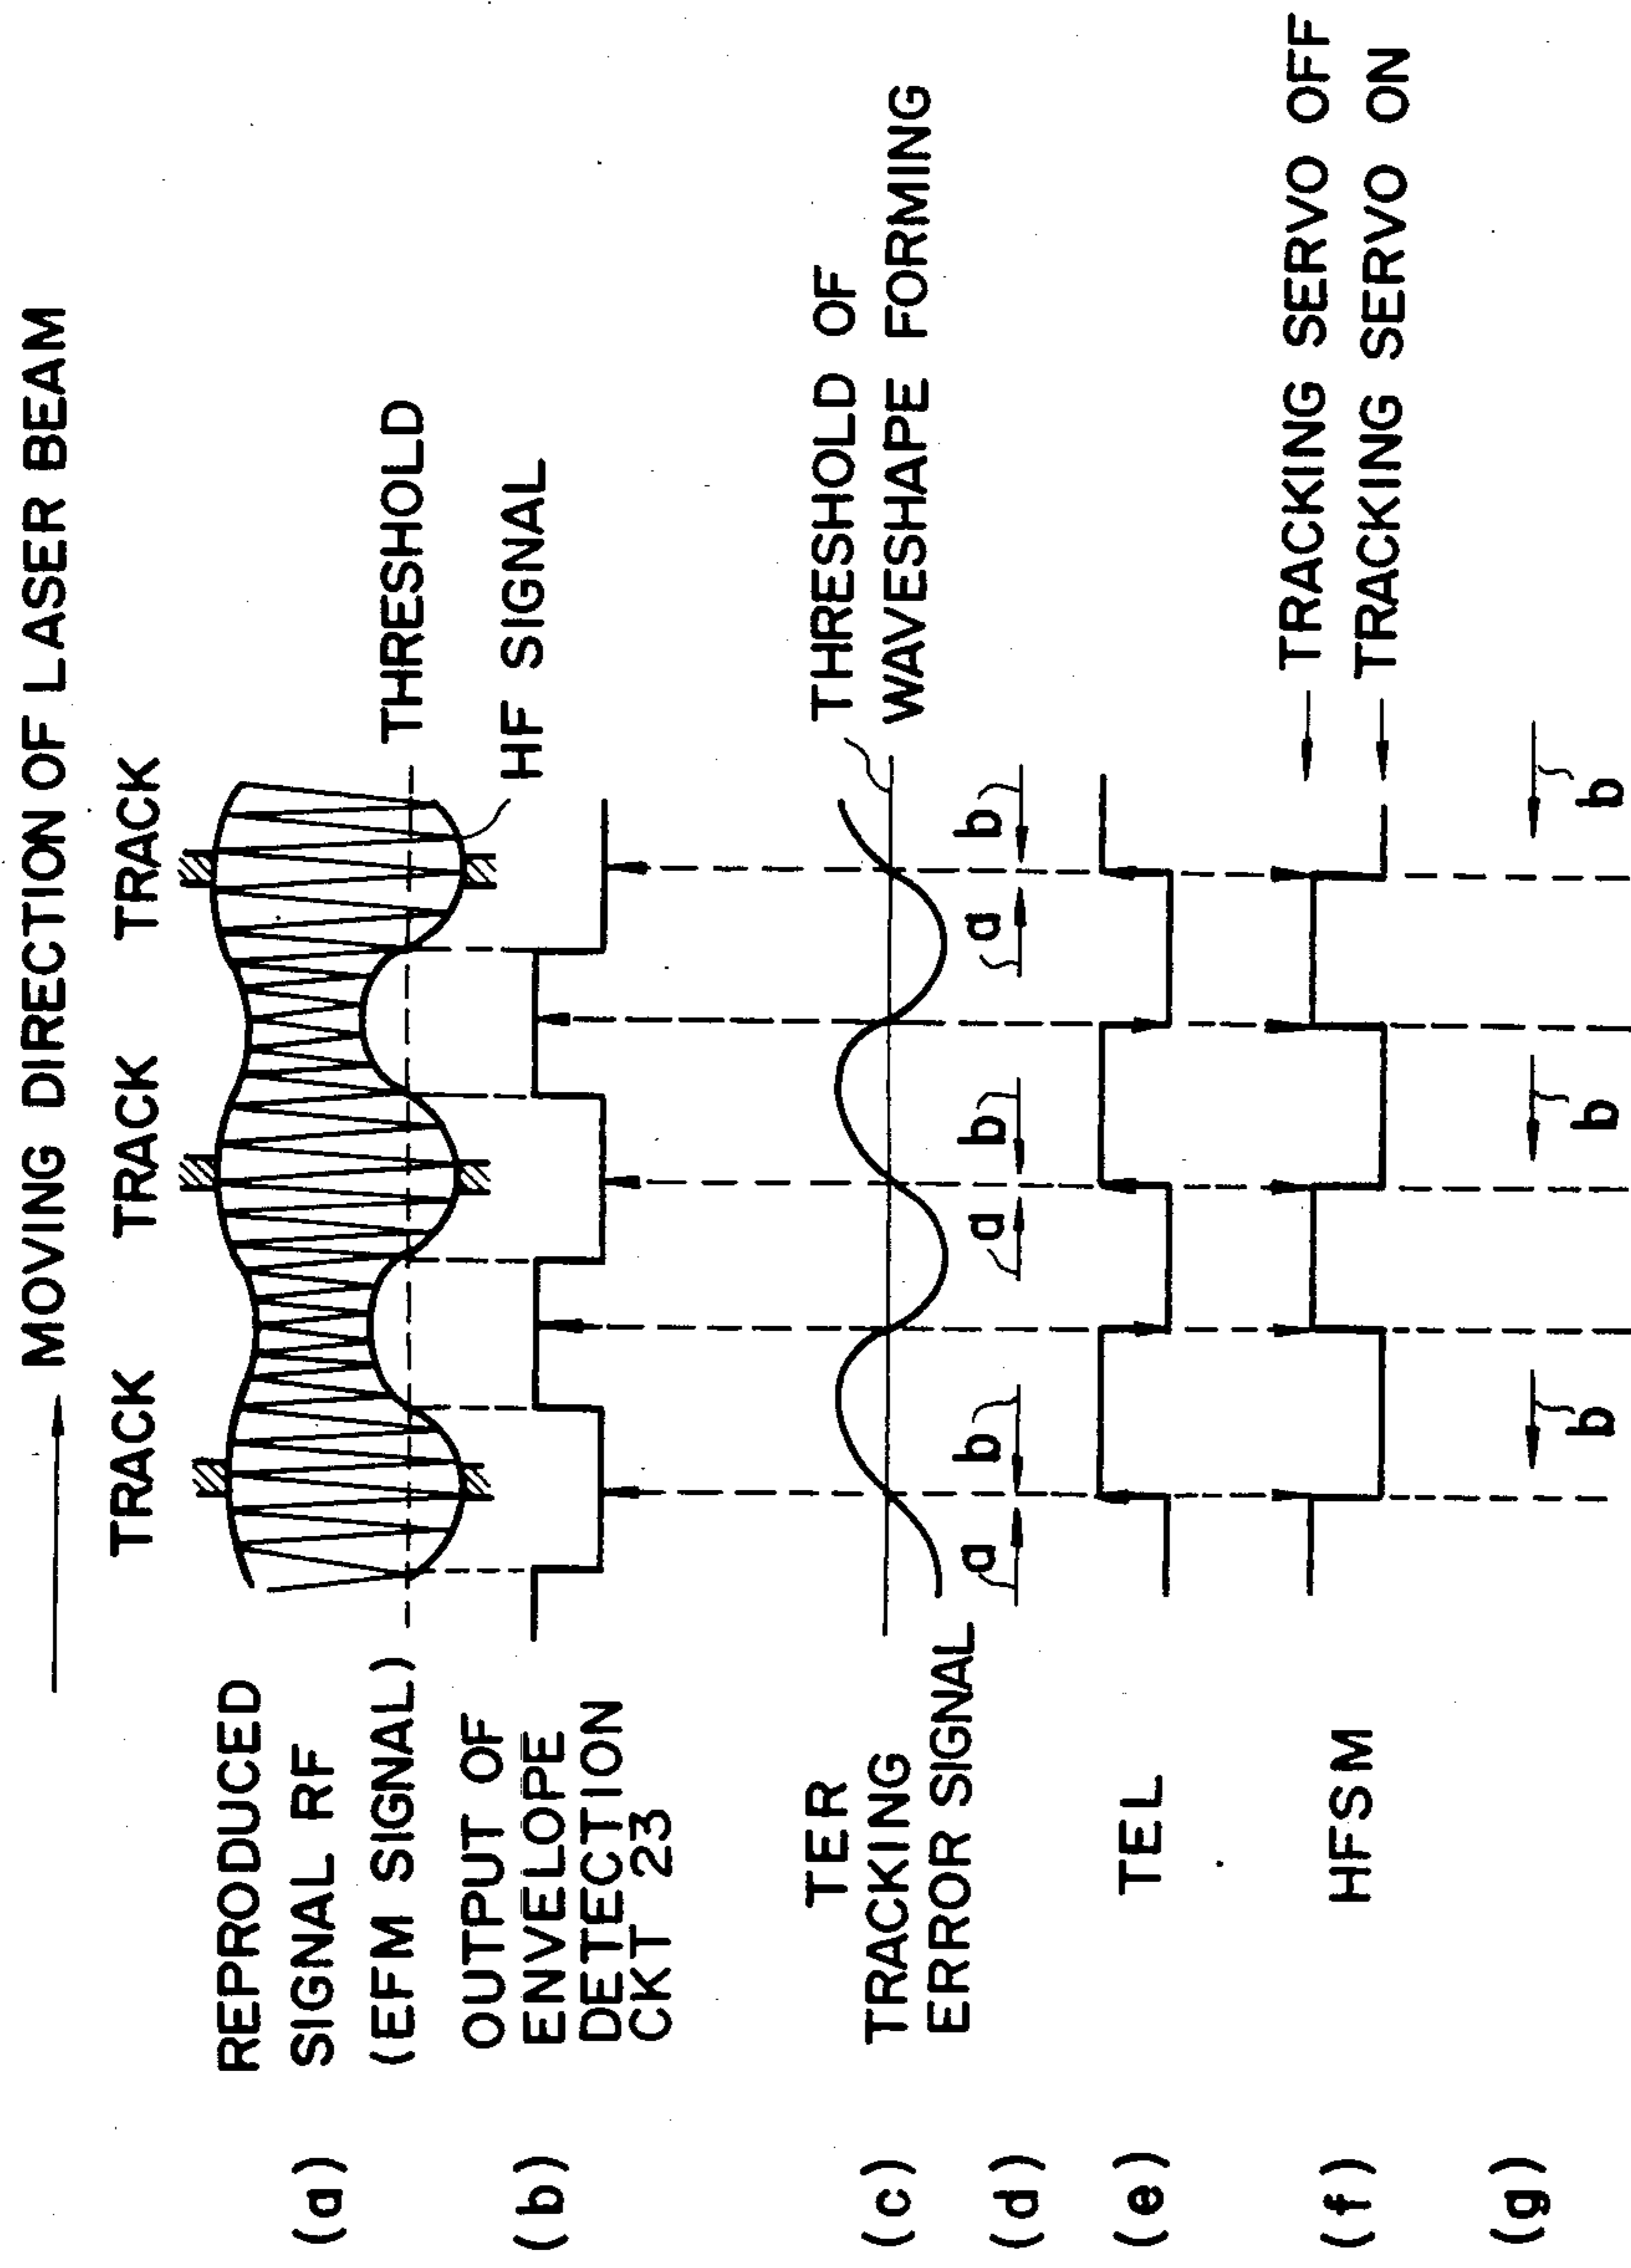 MOVING DIRECTION OF LASER BEAM
TRACK TRACK TRACK
(a)
REPRODUCED
SIGNAL RF
(EFM SIGNAL)
THRESHOLD
HF SIGNAL
(b)
OUTPUT OF
ENVELOPE
DETECTION
CKT 23
(c)
TER
TRACKING
ERROR SIGNAL
THRESHOLD OF
WAVESHAPE FORMING
(d)
a b a b a b
(e)
TEL
(f)
HFSM
TRACKING SERVO OFF
TRACKING SERVO ON
(g)
b b b